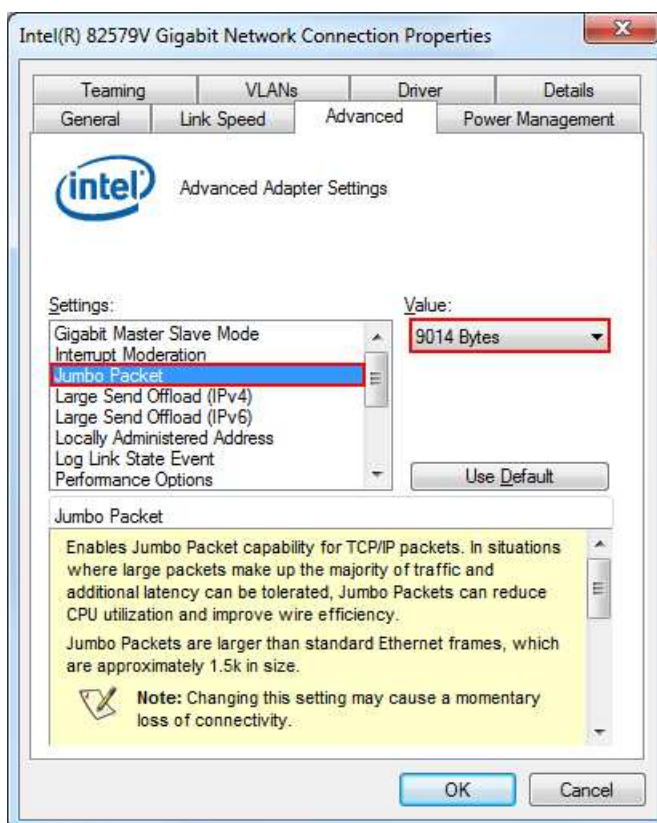 Intel(R) 82579V Gigabit Network Connection Properties
Teaming
VLANs
Driver
Details
General
Link Speed
Advanced
Power Management
intel
Advanced Adapter Settings
Settings:
Value:
Gigabit Master Slave Mode
Interrupt Moderation
Jumbo Packet
Large Send Offload (IPv4)
Large Send Offload (IPv6)
Locally Administered Address
Log Link State Event
Performance Options
9014 Bytes
Use Default
Jumbo Packet
Enables Jumbo Packet capability for TCP/IP packets. In situations
where large packets make up the majority of traffic and
additional latency can be tolerated, Jumbo Packets can reduce
CPU utilization and improve wire efficiency.
Jumbo Packets are larger than standard Ethernet frames, which
are approximately 1.5k in size.
Note: Changing this setting may cause a momentary
loss of connectivity.
OK
Cancel